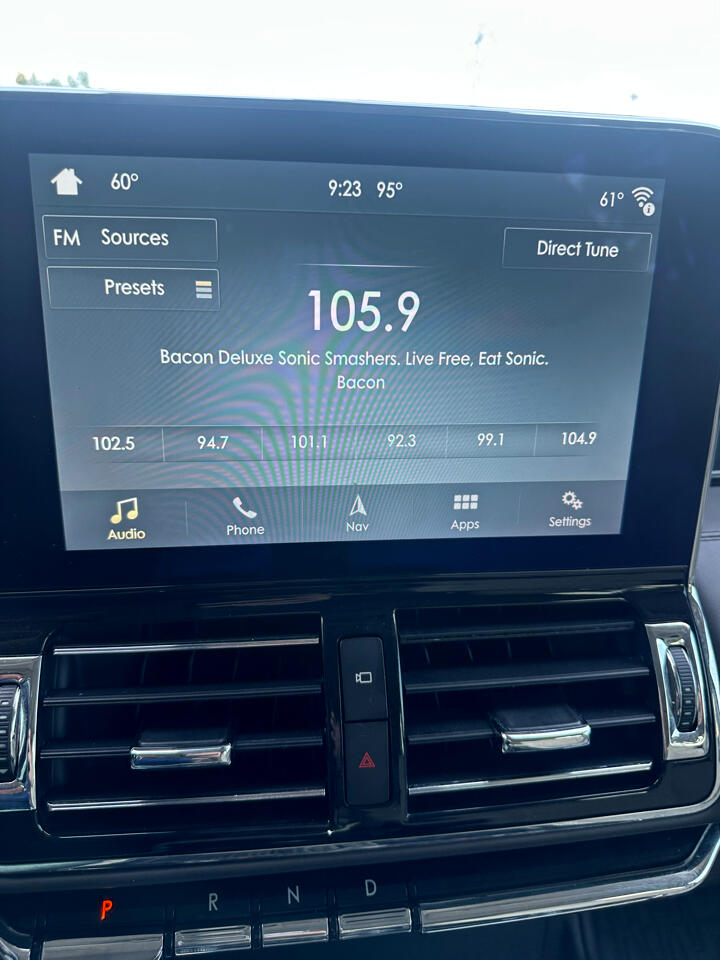 60° 9:23 95° 61°
FM Sources
Direct Tune
Presets
105.9
Bacon Deluxe Sonic Smashers. Live Free, Eat Sonic.
Bacon
102.5 94.7 101.1 92.3 99.1 104.9
Audio Phone Nav Apps Settings
P R N D